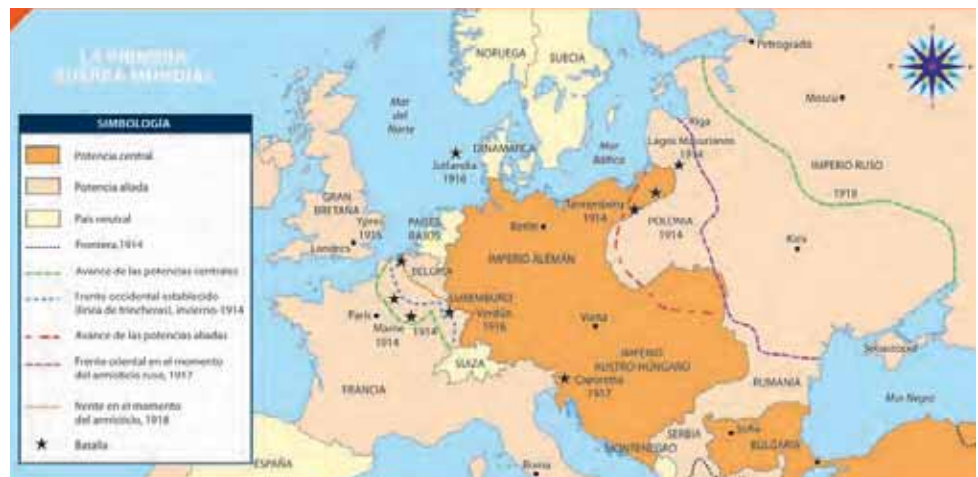 LA PRIMERA
GUERRA MUNDIAL
SIMBOLOGÍA
Potencia central
Potencia aliada
País neutral
Frontera, 1914
Avance de las potencias centrales
Frente occidental establecido
(línea de trincheras), invierno 1914
Avance de las potencias aliadas
Frente oriental en el momento
del armisticio ruso, 1917
Frente en el momento
del armisticio, 1918
Batalla
NORUEGA
SUECIA
Petrogrado
Moscú
Mar
del
Norte
Riga
Lagos Masurianos
1914
DINAMARCA
Jutlandia
1916
Mar
Báltico
IMPERIO RUSO
1918
GRAN
BRETAÑA
Ypres
1915
PAÍSES
BAJOS
Tannenberg
1914
POLONIA
1914
Londres
Berlín
Kiev
BÉLGICA
IMPERIO ALEMÁN
LUXEMBURGO
París
Verdún
1916
Marne
1914
1914
Viena
SUIZA
IMPERIO
AUSTRO-HÚNGARO
Sebastopol
FRANCIA
Caporetto
1917
RUMANÍA
Mar Negro
SERBIA
Sofía
MONTENEGRO
BULGARIA
ESPAÑA
Roma